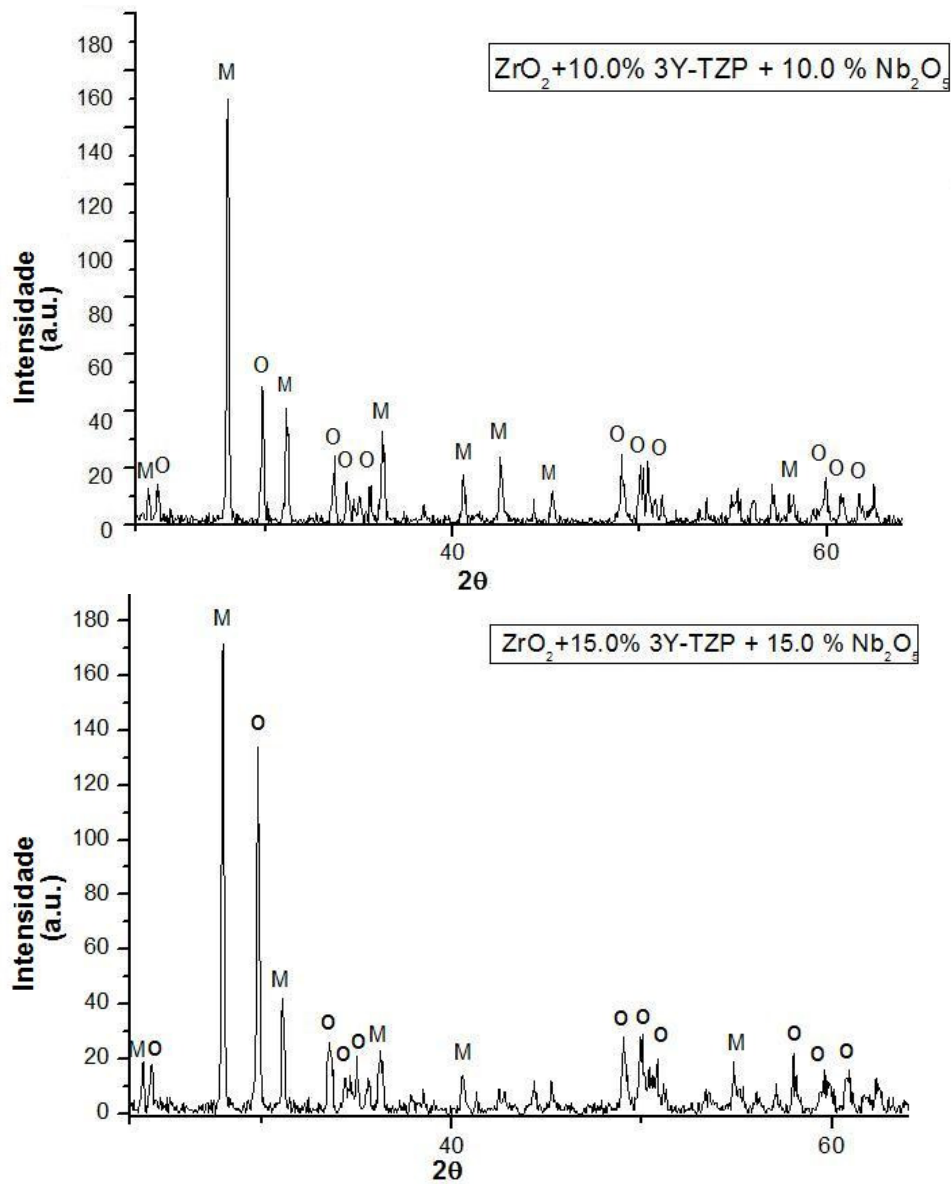 ZrO₂+10.0% 3Y-TZP + 10.0 % Nb₂O₅
Intensidade
(a.u.)
180
160
140
120
100
80
60
40
20
0
M O M O M O O O M M M M O O O M O O O
40 60
2θ
ZrO₂+15.0% 3Y-TZP + 15.0 % Nb₂O₅
Intensidade
(a.u.)
180
160
140
120
100
80
60
40
20
0
M O M O M O O O M M O O O M O O O
40 60
2θ